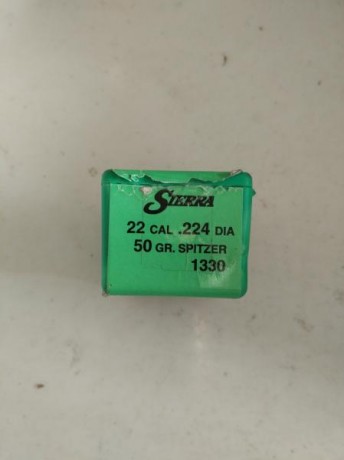 SIERRA
22 CAL .224 DIA
50 GR. SPITZER
1330